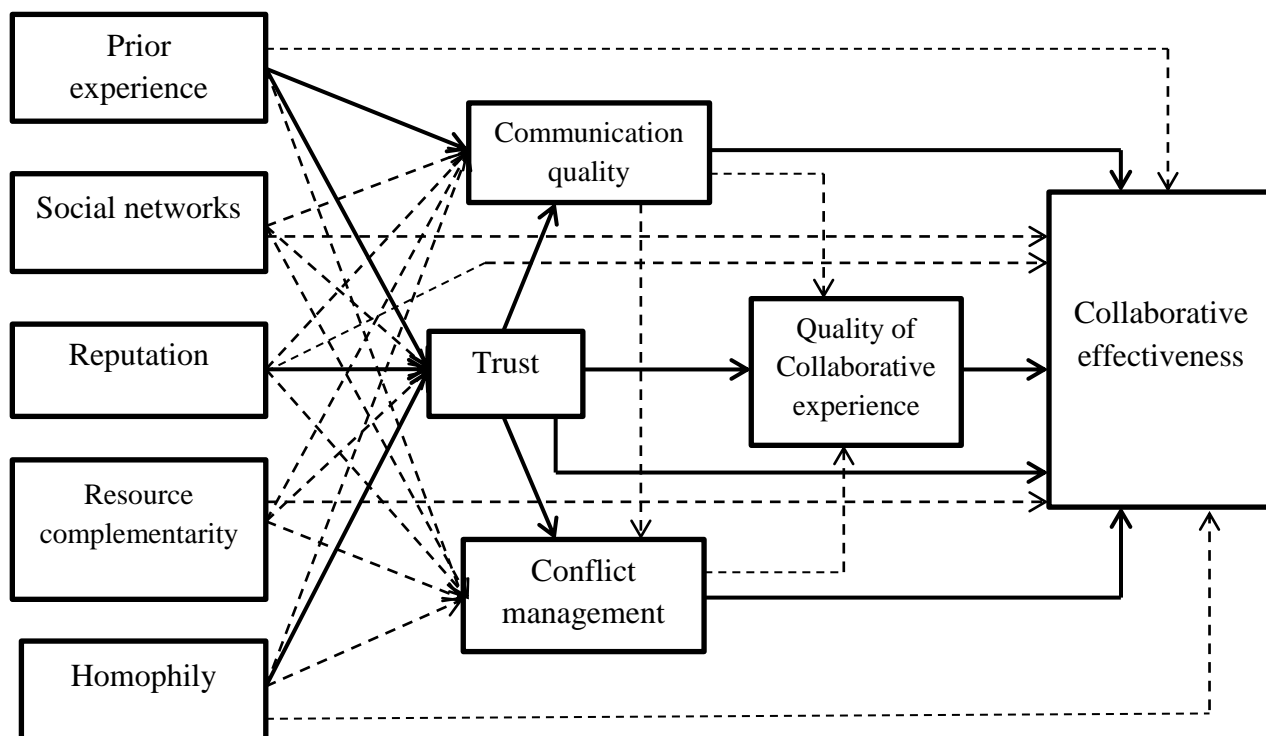 Prior
experience
Social networks
Reputation
Resource
complementarity
Homophily
Communication
quality
Trust
Conflict
management
Quality of
Collaborative
experience
Collaborative
effectiveness